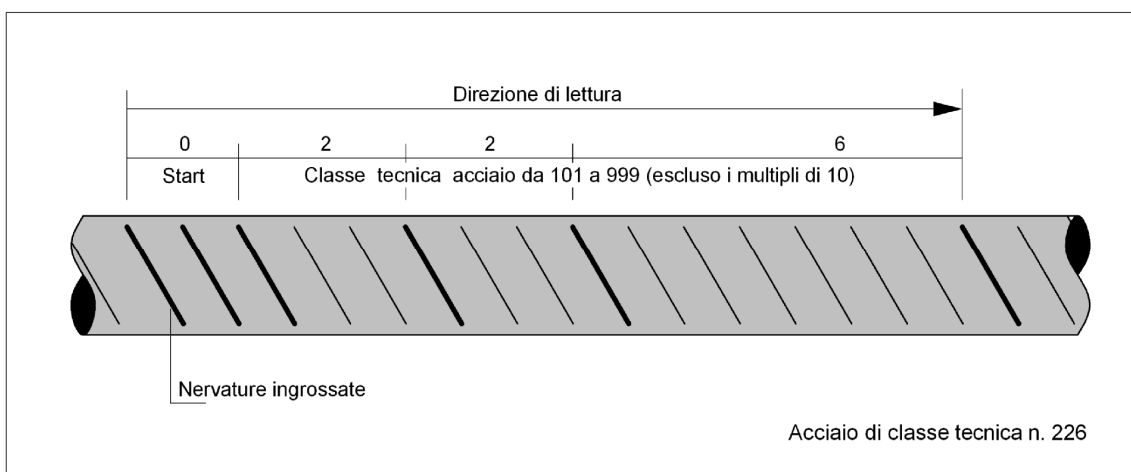 Direzione di lettura
0 2 2 6
Start Classe tecnica acciaio da 101 a 999 (escluso i multipli di 10)
Nervature ingrossate
Acciaio di classe tecnica n. 226